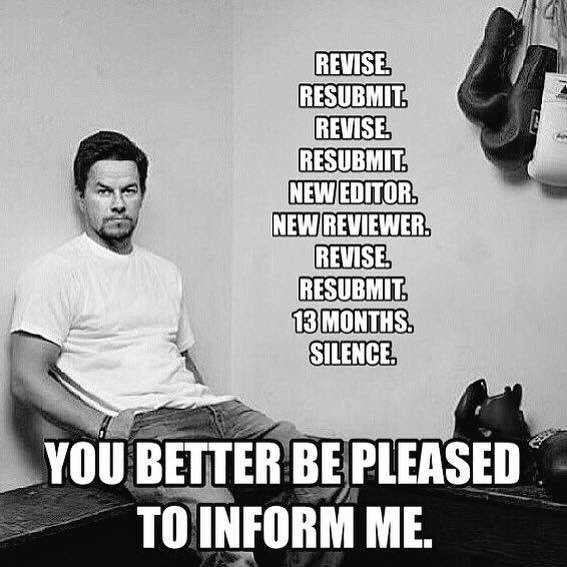 REVISE.
RESUBMIT.
REVISE.
RESUBMIT.
NEW EDITOR.
NEW REVIEWER.
REVISE.
RESUBMIT.
13 MONTHS.
SILENCE.
YOU BETTER BE PLEASED
TO INFORM ME.